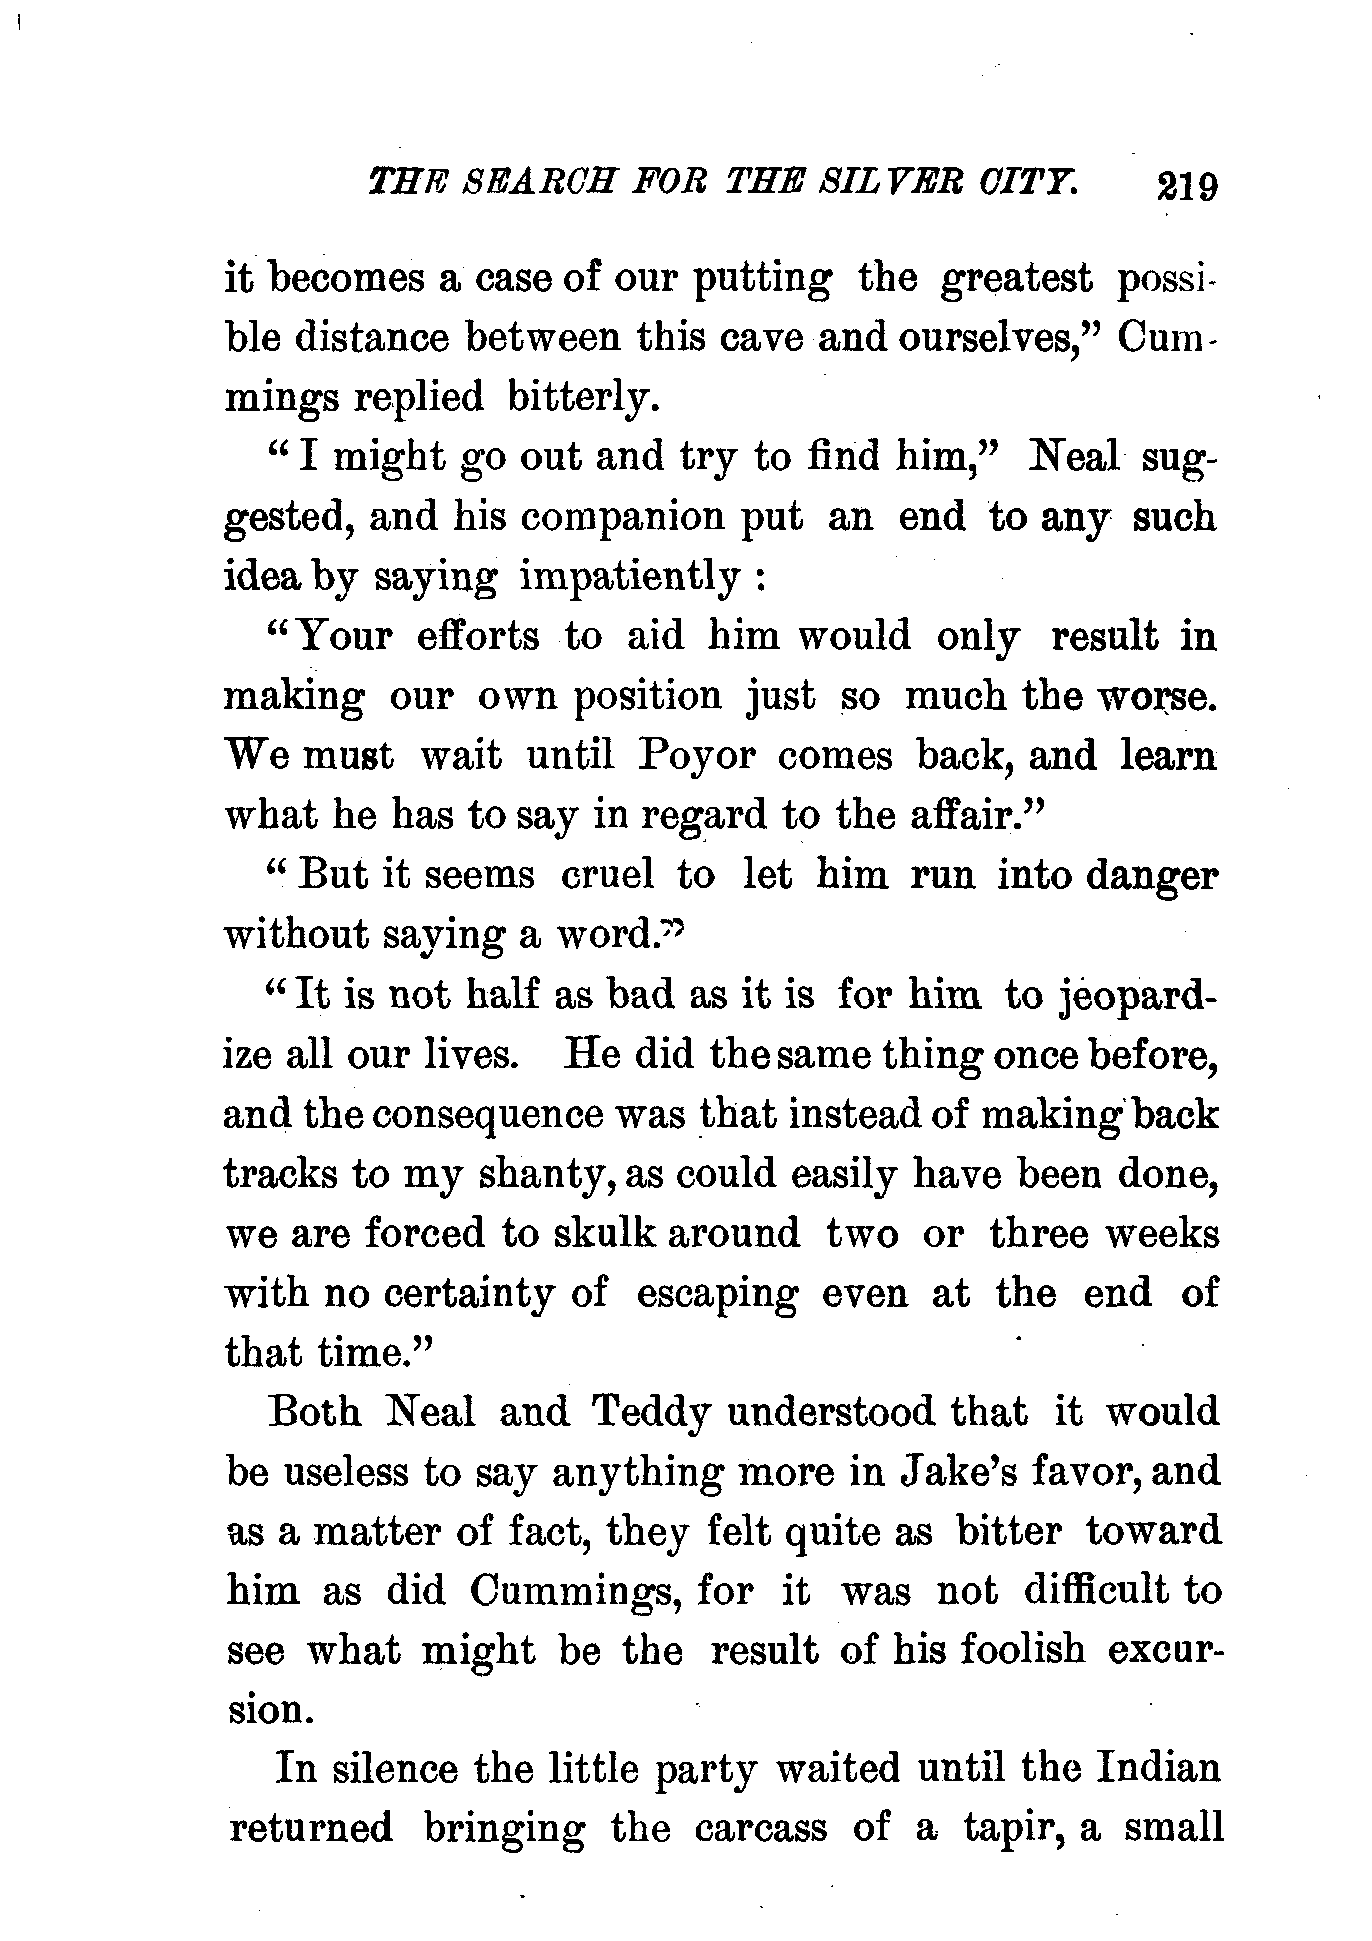 THE SEARCH FOR THE SILVER CITY. 219
it becomes a case of our putting the greatest possi-
ble distance between this cave and ourselves,” Cum-
mings replied bitterly.
“ I might go out and try to find him,” Neal sug-
gested, and his companion put an end to any such
idea by saying impatiently :
“Your efforts to aid him would only result in
making our own position just so much the worse.
We must wait until Poyor comes back, and learn
what he has to say in regard to the affair.”
“ But it seems cruel to let him run into danger
without saying a word.”
“ It is not half as bad as it is for him to jeopard-
ize all our lives. He did the same thing once before,
and the consequence was that instead of making back
tracks to my shanty, as could easily have been done,
we are forced to skulk around two or three weeks
with no certainty of escaping even at the end of
that time.”
Both Neal and Teddy understood that it would
be useless to say anything more in Jake’s favor, and
as a matter of fact, they felt quite as bitter toward
him as did Cummings, for it was not difficult to
see what might be the result of his foolish excur-
sion.
In silence the little party waited until the Indian
returned bringing the carcass of a tapir, a small